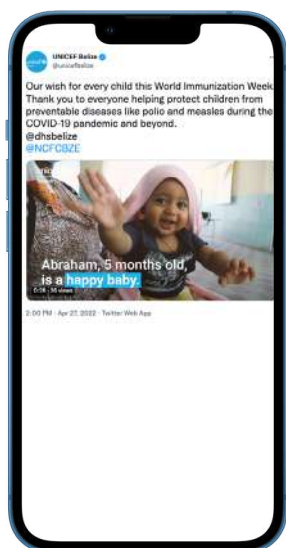 UNICEF Belize
@unicefbelize
Our wish for every child this World Immunization Week
Thank you to everyone helping protect children from
preventable diseases like polio and measles during the
COVID-19 pandemic and beyond.
@dhsbelize
@NCFCBZE
Abraham, 5 months old,
is a happy baby.
2:00 PM · Apr 27, 2022 · Twitter Web App